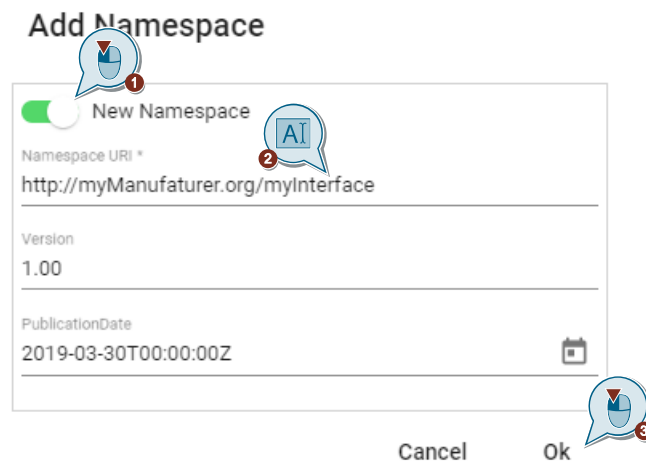 Add Namespace
1
New Namespace
AI
2
Namespace URI *
http://myManufaturer.org/myInterface
Version
1.00
PublicationDate
2019-03-30T00:00:00Z
3
Cancel Ok